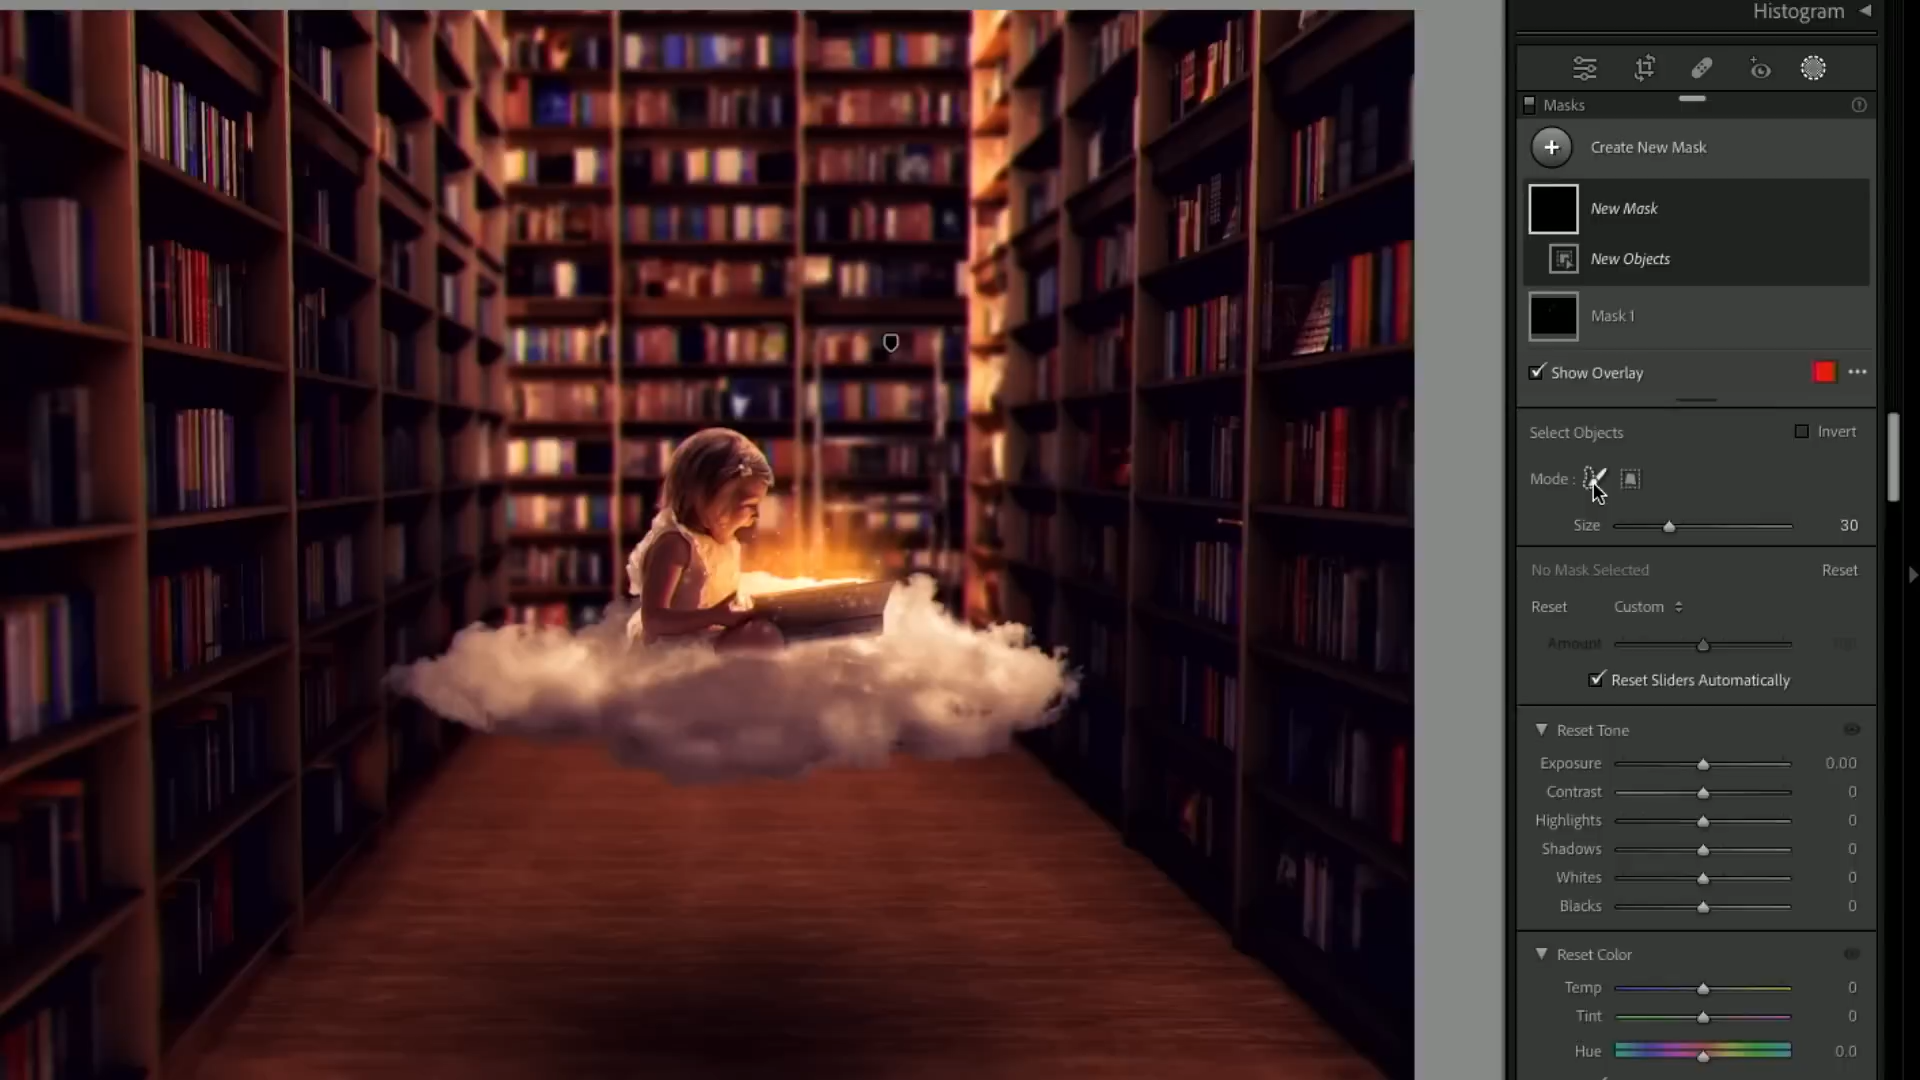 Histogram
Masks
Create New Mask
New Mask
New Objects
Mask 1
Show Overlay
Select Objects Invert
Mode :
Size 30
No Mask Selected Reset
Reset Custom
Amount
Reset Sliders Automatically
Reset Tone
Exposure 0.00
Contrast 0
Highlights 0
Shadows 0
Whites 0
Blacks 0
Reset Color
Temp 0
Tint 0
Hue 0.0